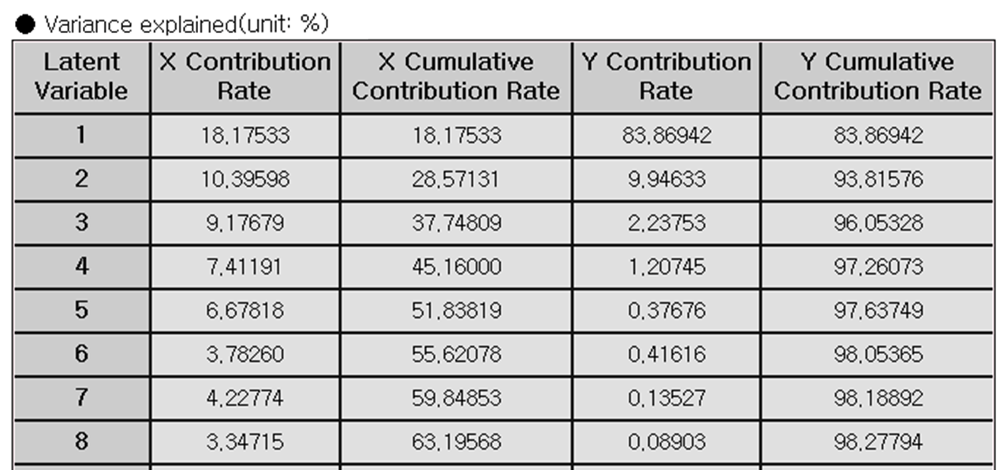 ● Variance explained(unit: %)
Latent Variable | X Contribution Rate | X Cumulative Contribution Rate | Y Contribution Rate | Y Cumulative Contribution Rate
1 | 18.17533 | 18.17533 | 83.86942 | 83.86942
2 | 10.39598 | 28.57131 | 9.94633 | 93.81576
3 | 9.17679 | 37.74809 | 2.23753 | 96.05328
4 | 7.41191 | 45.16000 | 1.20745 | 97.26073
5 | 6.67818 | 51.83819 | 0.37676 | 97.63749
6 | 3.78260 | 55.62078 | 0.41616 | 98.05365
7 | 4.22774 | 59.84853 | 0.13527 | 98.18892
8 | 3.34715 | 63.19568 | 0.08903 | 98.27794